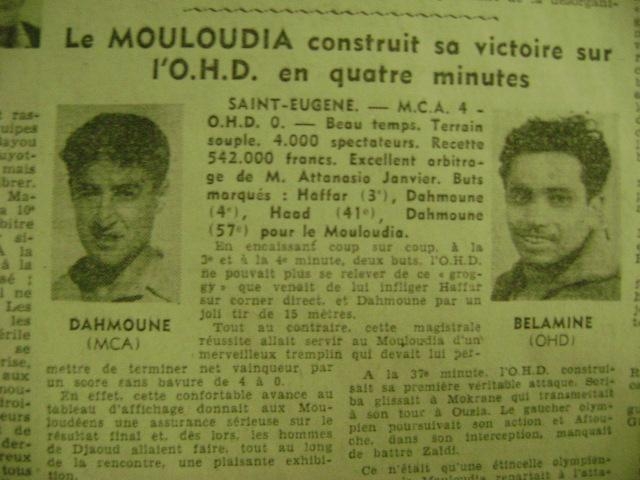 Le MOULOUDIA construit sa victoire sur
l'O.H.D. en quatre minutes
SAINT-EUGENE. — M.C.A. 4 -
O.H.D. 0. — Beau temps. Terrain
souple. 4.000 spectateurs. Recette
542.000 francs. Excellent arbitra-
ge de M. Attanasio Janvier. Buts
marqués : Haffar (3e), Dahmoune
(4e), Haad (41e), Dahmoune
(57e) pour le Mouloudia.
En encaissant coup sur coup, à la
3e et à la 4e minute, deux buts, l'O.H.D.
ne pouvait plus se relever de ce « grog-
gy » que venait de lui infliger Haffar
sur corner direct, et Dahmoune par un
joli tir de 15 mètres.
Tout au contraire, cette magistrale
réussite allait servir au Mouloudia d'un
merveilleux tremplin qui devait lui per-
DAHMOUNE
(MCA)
BELAMINE
(OHD)
mettre de terminer net vainqueur par
un score sans bavure de 4 à 0.
En effet, cette confortable avance au
tableau d'affichage donnait aux Mou-
loudéens une assurance sérieuse sur le
résultat final et, dès lors, les hommes
de Djaoud allaient faire, tout au long
de la rencontre, une plaisante exhibi-
tion.
A la 37e minute, l'O.H.D. construi-
sait sa première véritable attaque. Seri-
ba glissait à Mokrane qui transmettait
à son tour à Ouzia. Le gaucher olym-
pien poursuivait son action et Aftou-
che, dans son interception, manquait
de battre Zaldi.
Ce n'était qu'une étincelle olympien-